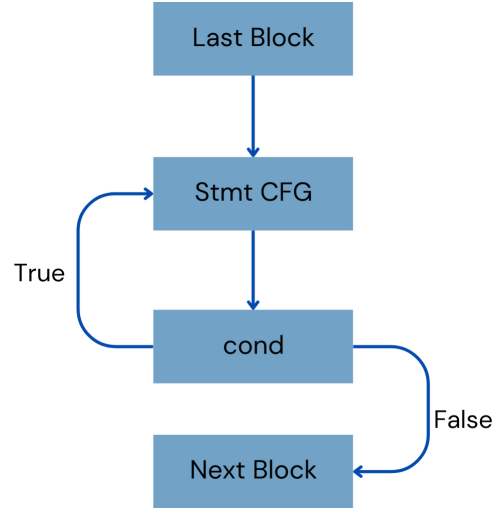 Last Block
Stmt CFG
True
cond
False
Next Block